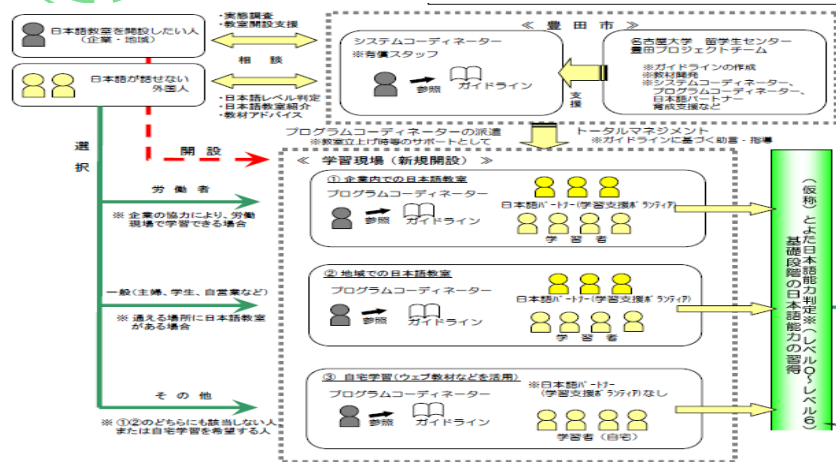 日本語教室を開設したい人
(企業・地域)
日本語が話せない
外国人
・実態調査
・教室開設支援
相談
・日本語レベル判定
・日本語教室紹介
・教材アドバイス
≪ 豊田市 ≫
システムコーディネーター
※有償スタッフ
参照 ガイドライン
支援
名古屋大学 留学生センター
豊田プロジェクトチーム
※ガイドラインの作成
※教材開発
※システムコーディネーター、
プログラムコーディネーター、
日本語パートナー
育成支援など
プログラムコーディネーターの派遣
※教室立上げ時等のサポートとして
トータルマネジメント
※ガイドラインに基づく助言・指導
選択
開設
労働者
※ 企業の協力により、労働
現場で学習できる場合
一般(主婦、学生、自営業など)
※ 通える場所に日本語教室
がある場合
その他
※ ①②のどちらにも該当しない人
または自宅学習を希望する人
≪ 学習現場(新規開設) ≫
① 企業内での日本語教室
プログラムコーディネーター
参照 ガイドライン
日本語パートナー(学習支援ボランティア)
学習者
② 地域での日本語教室
プログラムコーディネーター
参照 ガイドライン
日本語パートナー(学習支援ボランティア)
学習者
③ 自宅学習(ウェブ教材などを活用)
プログラムコーディネーター
参照 ガイドライン
※日本語パートナー
(学習支援ボランティア)なし
学習者(自宅)
(仮称)とよた日本語能力判定※(レベル0~レベル6)
基礎段階の日本語能力の習得